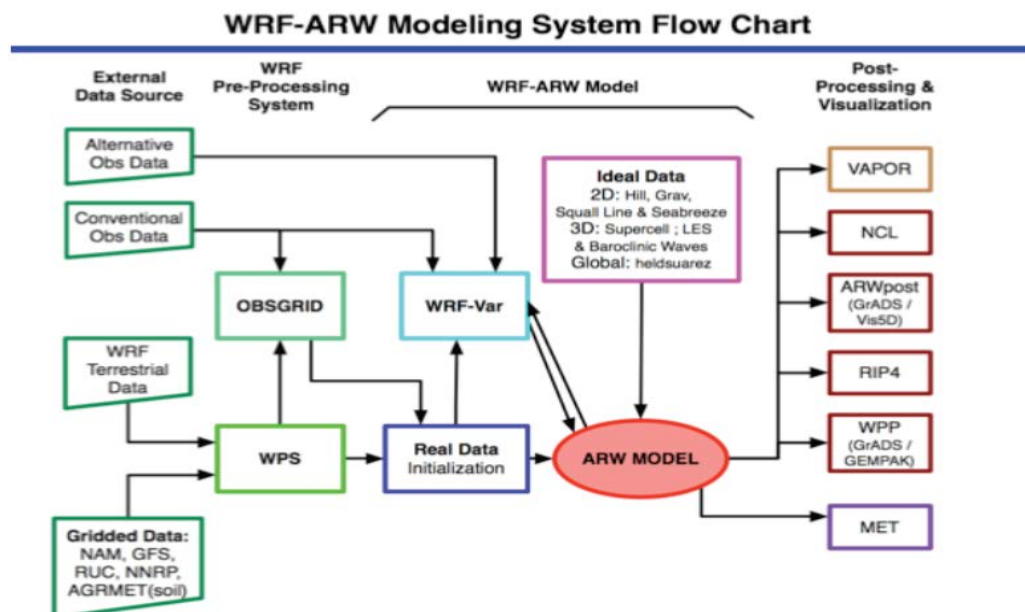 WRF-ARW Modeling System Flow Chart
External
Data Source
WRF
Pre-Processing
System
WRF-ARW Model
Post-
Processing &
Visualization
Alternative
Obs Data
Conventional
Obs Data
WRF
Terrestrial
Data
Gridded Data:
NAM, GFS,
RUC, NNRP,
AGRMET(soil)
OBSGRID
WPS
WRF-Var
Real Data
Initialization
Ideal Data
2D: Hill, Grav,
Squall Line & Seabreeze
3D: Supercell ; LES
& Baroclinic Waves
Global: heldsuarez
ARW MODEL
VAPOR
NCL
ARWpost
(GrADS /
Vis5D)
RIP4
WPP
(GrADS /
GEMPAK)
MET